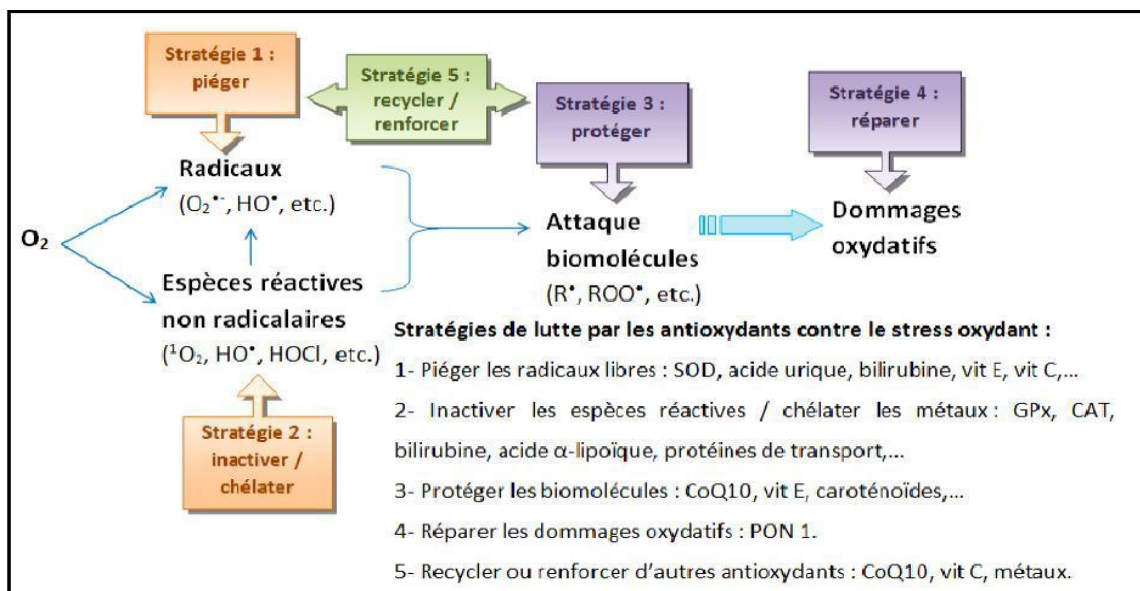 Stratégie 1 :
piéger
Stratégie 5 :
recycler /
renforcer
Stratégie 3 :
protéger
Stratégie 4 :
réparer
Radicaux
(O₂•⁻, HO•, etc.)
O₂
Attaque
biomolécules
(R•, ROO•, etc.)
Dommages
oxydatifs
Espèces réactives
non radicalaires
(¹O₂, HO•, HOCl, etc.)
Stratégie 2 :
inactiver /
chélater
Stratégies de lutte par les antioxydants contre le stress oxydant :
1- Piéger les radicaux libres : SOD, acide urique, bilirubine, vit E, vit C,...
2- Inactiver les espèces réactives / chélater les métaux : GPx, CAT,
bilirubine, acide α-lipoïque, protéines de transport,...
3- Protéger les biomolécules : CoQ10, vit E, caroténoïdes,...
4- Réparer les dommages oxydatifs : PON 1.
5- Recycler ou renforcer d'autres antioxydants : CoQ10, vit C, métaux.